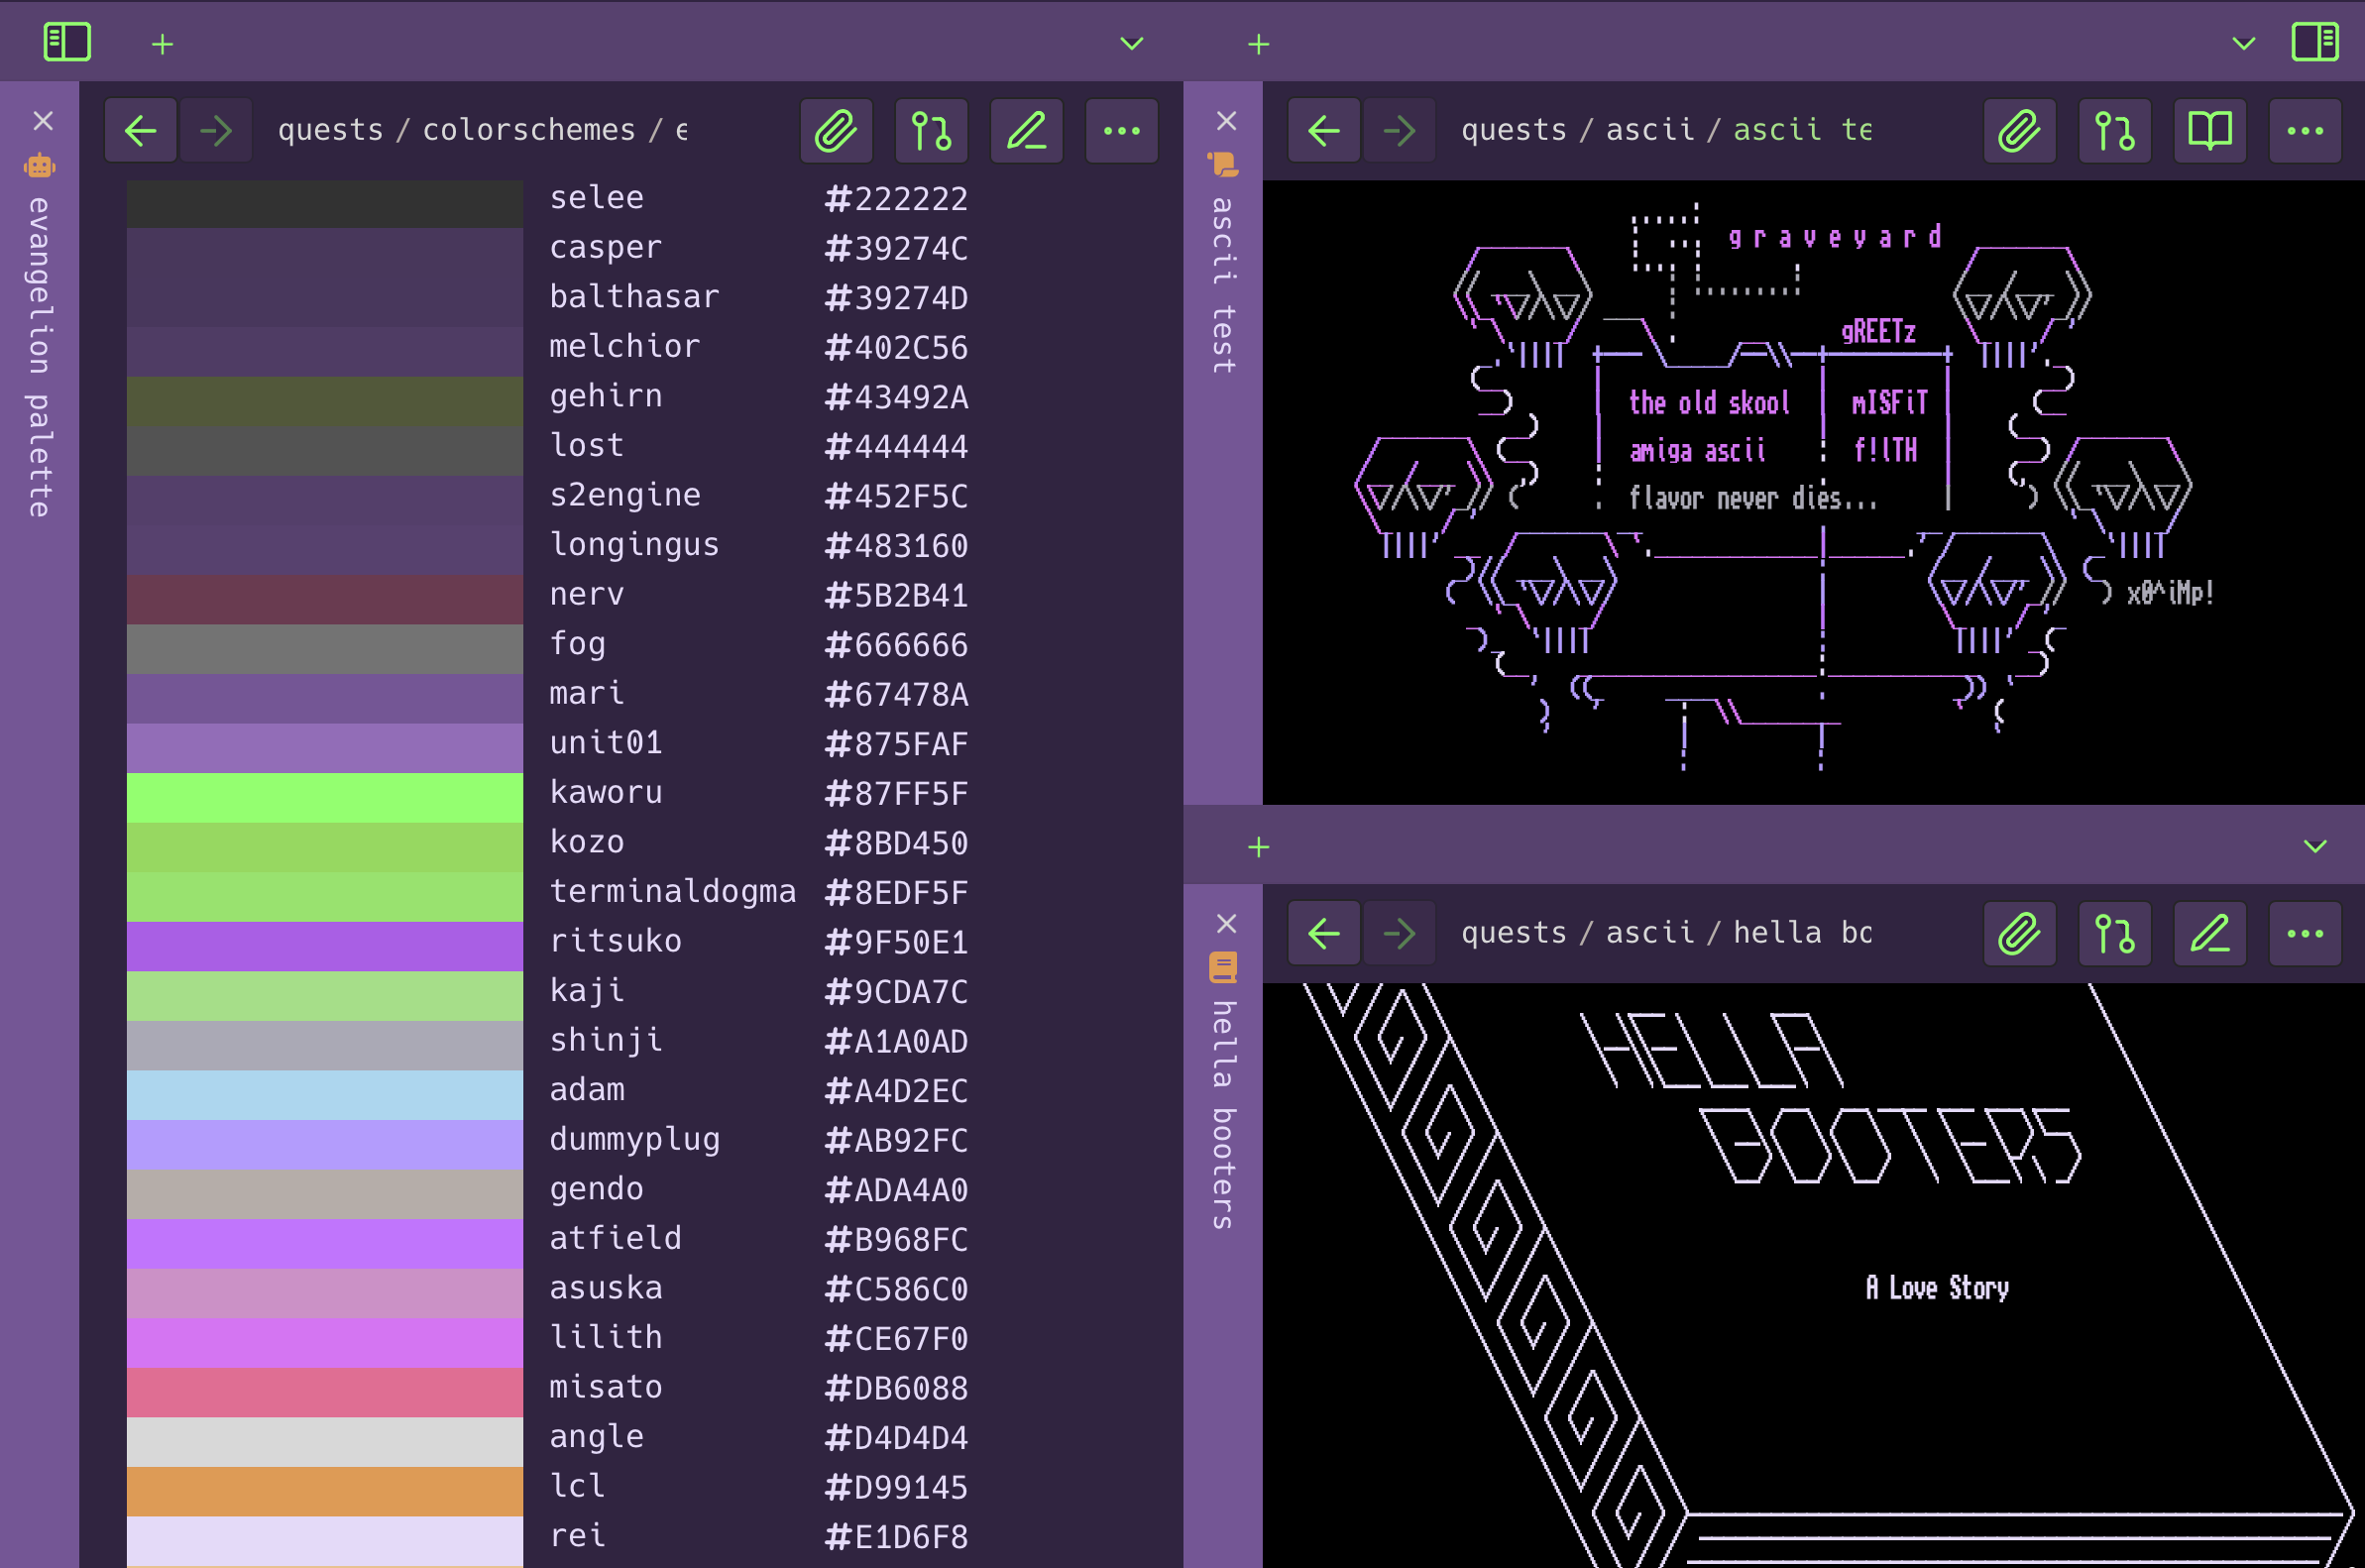 quests / colorschemes / e
evangelion palette
selee #222222
casper #39274C
balthasar #39274D
melchior #402C56
gehirn #43492A
lost #444444
s2engine #452F5C
longingus #483160
nerv #5B2B41
fog #666666
mari #67478A
unit01 #875FAF
kaworu #87FF5F
kozo #8BD450
terminaldogma #8EDF5F
ritsuko #9F50E1
kaji #9CDA7C
shinji #A1A0AD
adam #A4D2EC
dummyplug #AB92FC
gendo #ADA4A0
atfield #B968FC
asuska #C586C0
lilith #CE67F0
misato #DB6088
angle #D4D4D4
lcl #D99145
rei #E1D6F8
quests / ascii / ascii te
ascii test
graveyard
gREETz
the old skool
mISFiT
amiga ascii
f!lTH
flavor never dies...
x0^iMp!
quests / ascii / hella bo
hella booters
HELLA
BOOTERS
A Love Story